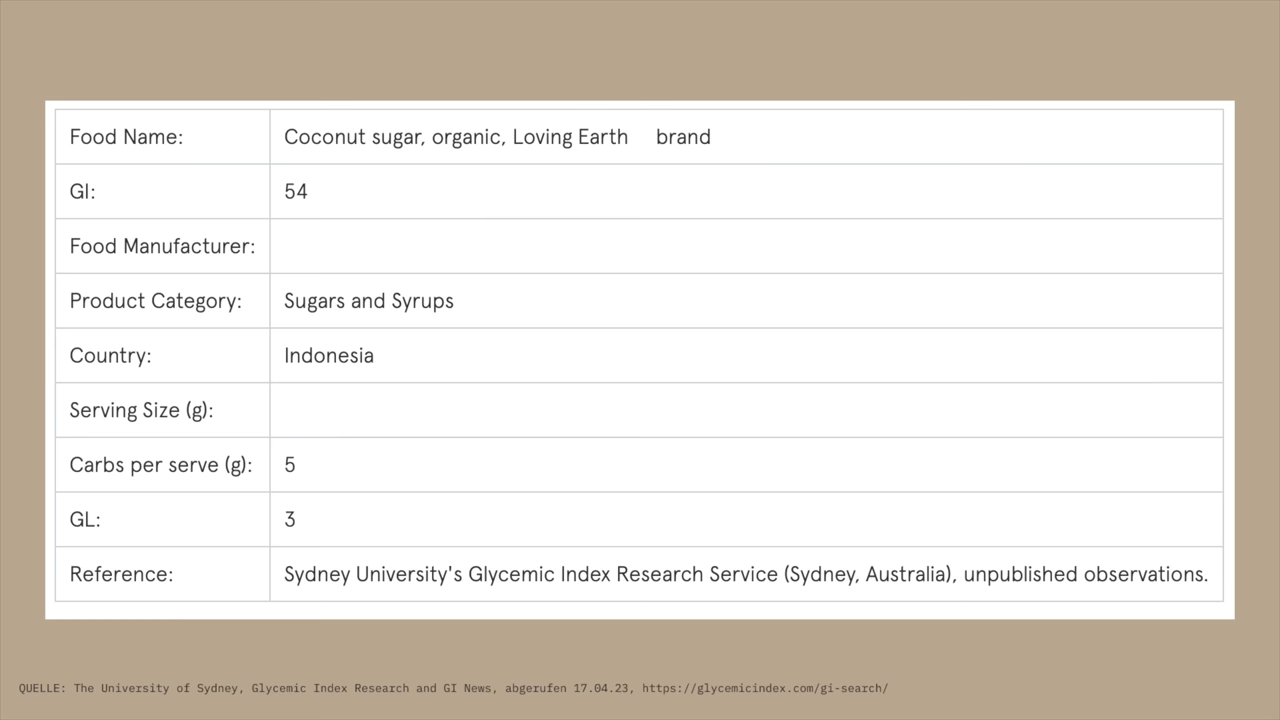 Food Name: Coconut sugar, organic, Loving Earth brand
GI: 54
Food Manufacturer:
Product Category: Sugars and Syrups
Country: Indonesia
Serving Size (g):
Carbs per serve (g): 5
GL: 3
Reference: Sydney University's Glycemic Index Research Service (Sydney, Australia), unpublished observations.
QUELLE: The University of Sydney, Glycemic Index Research and GI News, abgerufen 17.04.23, https://glycemicindex.com/gi-search/